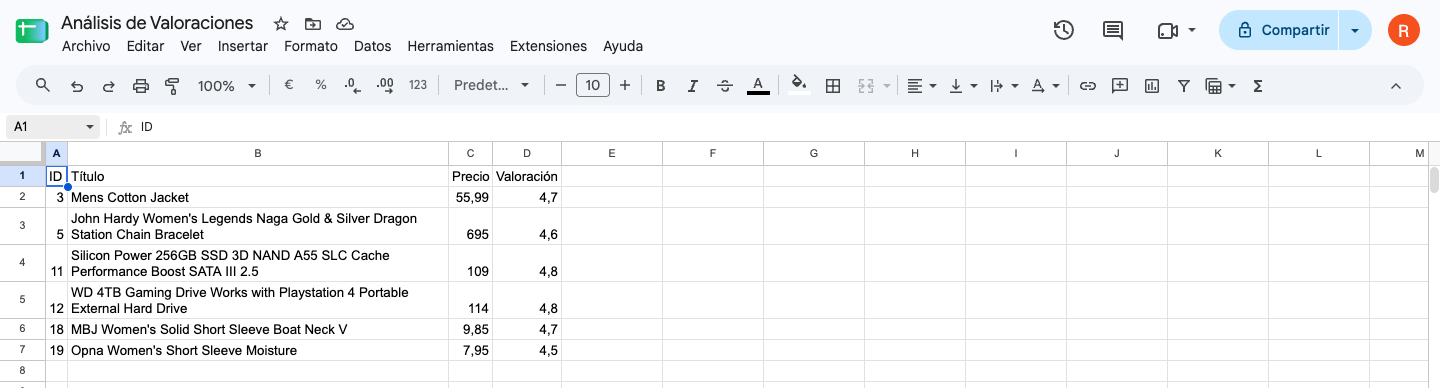 Análisis de Valoraciones
Archivo Editar Ver Insertar Formato Datos Herramientas Extensiones Ayuda
Compartir
R
100% € % .0 .00 123 Predet... 10 B I S A Σ
A1 fx ID
A B C D E F G H I J K L M
1 ID Título Precio Valoración
2 3 Mens Cotton Jacket 55,99 4,7
John Hardy Women's Legends Naga Gold & Silver Dragon
3 5 Station Chain Bracelet 695 4,6
Silicon Power 256GB SSD 3D NAND A55 SLC Cache
4 11 Performance Boost SATA III 2.5 109 4,8
WD 4TB Gaming Drive Works with Playstation 4 Portable
5 12 External Hard Drive 114 4,8
6 18 MBJ Women's Solid Short Sleeve Boat Neck V 9,85 4,7
7 19 Opna Women's Short Sleeve Moisture 7,95 4,5
8